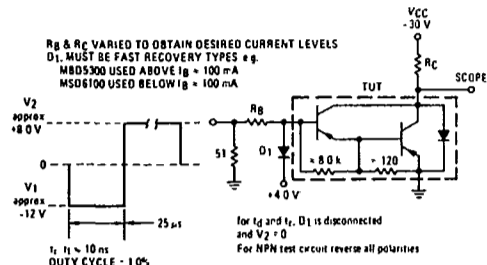 RB & RC VARIED TO OBTAIN DESIRED CURRENT LEVELS
D1, MUST BE FAST RECOVERY TYPES e.g.
MBD5300 USED ABOVE IB ≈ 100 mA
MSD6100 USED BELOW IB ≈ 100 mA
VCC
-30 V
RC
SCOPE
TUT
V2
approx
+8.0 V
0
V1
approx
-12 V
RB
51
D1
≈ 8.0 k
≈ 120
+4.0 V
25 µs
for td and tr, D1 is disconnected
and V2 = 0
For NPN test circuit reverse all polarities
tr, tf ≈ 10 ns
DUTY CYCLE = 1.0%